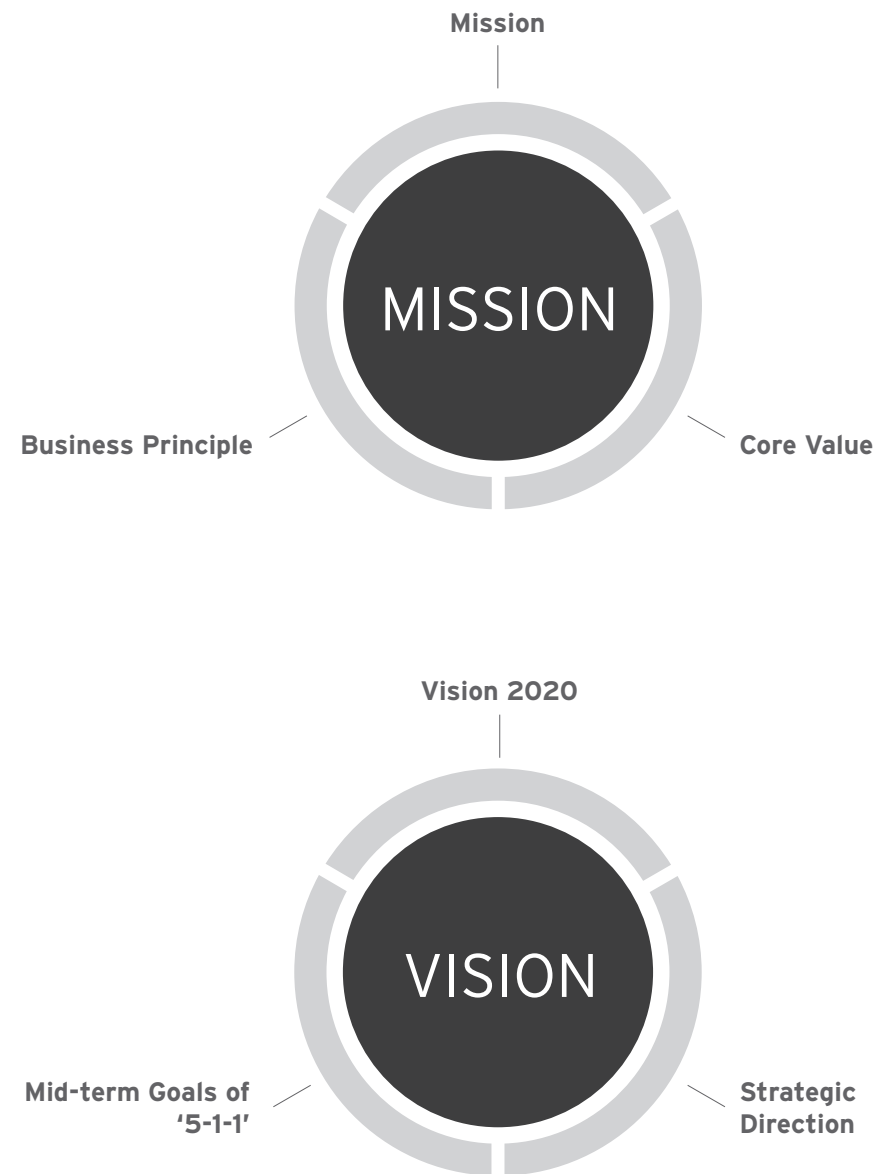 Mission
MISSION
Business Principle
Core Value
Vision 2020
VISION
Mid-term Goals of
‘5-1-1’
Strategic
Direction